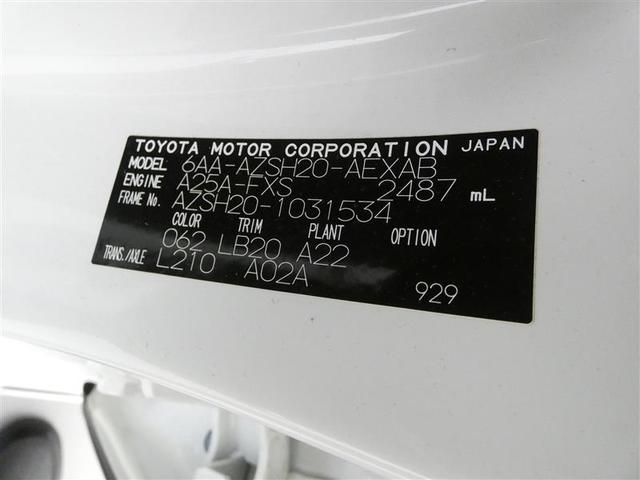 TOYOTA MOTOR CORPORATION JAPAN
MODEL 6AA-AZSH20-AEXAB
ENGINE A25A-FXS 2487 mL
FRAME No. AZSH20-1031534
COLOR TRIM PLANT OPTION
062 LB20 A22
TRANS./AXLE L210 A02A
929